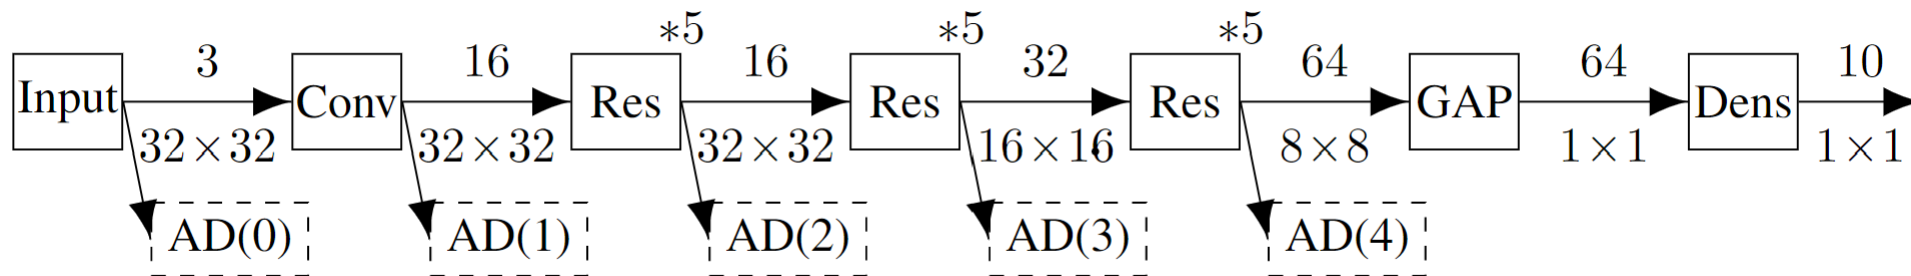 *5 *5 *5
3 16 16 32 64 64 10
Input Conv Res Res Res GAP Dens
32×32 32×32 32×32 16×16 8×8 1×1 1×1
AD(0) AD(1) AD(2) AD(3) AD(4)